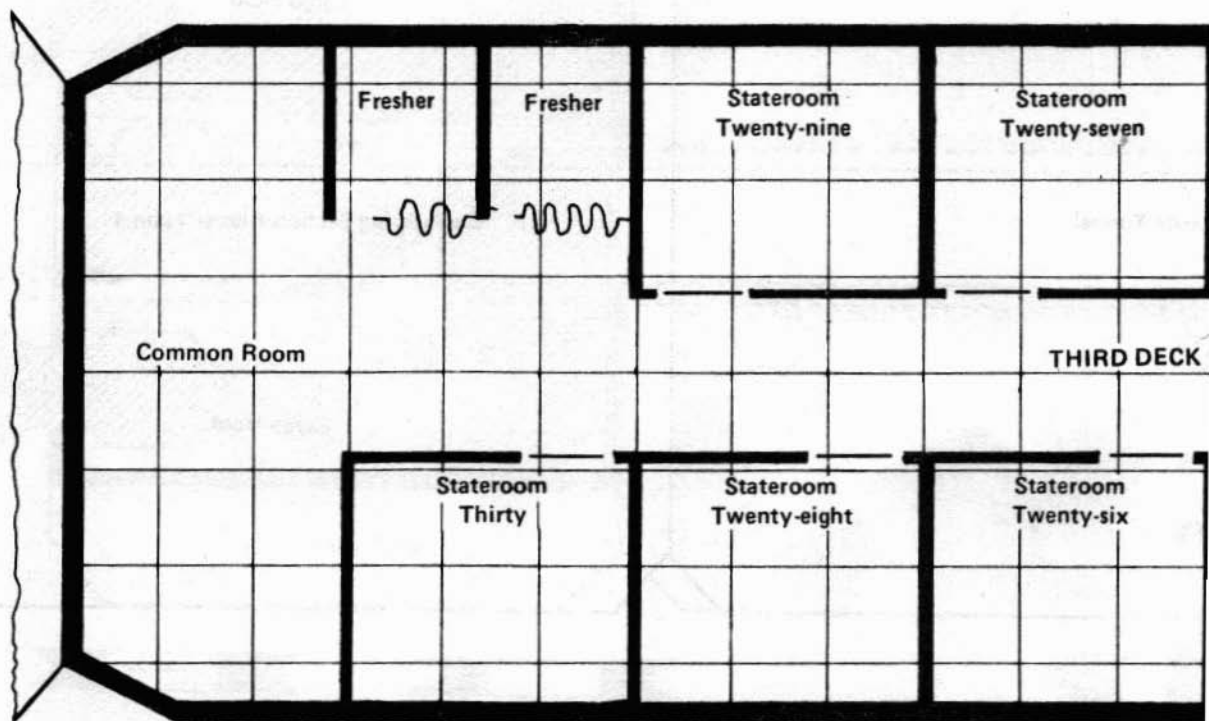 Fresher
Fresher
Stateroom
Twenty-nine
Stateroom
Twenty-seven
Common Room
THIRD DECK
Stateroom
Thirty
Stateroom
Twenty-eight
Stateroom
Twenty-six